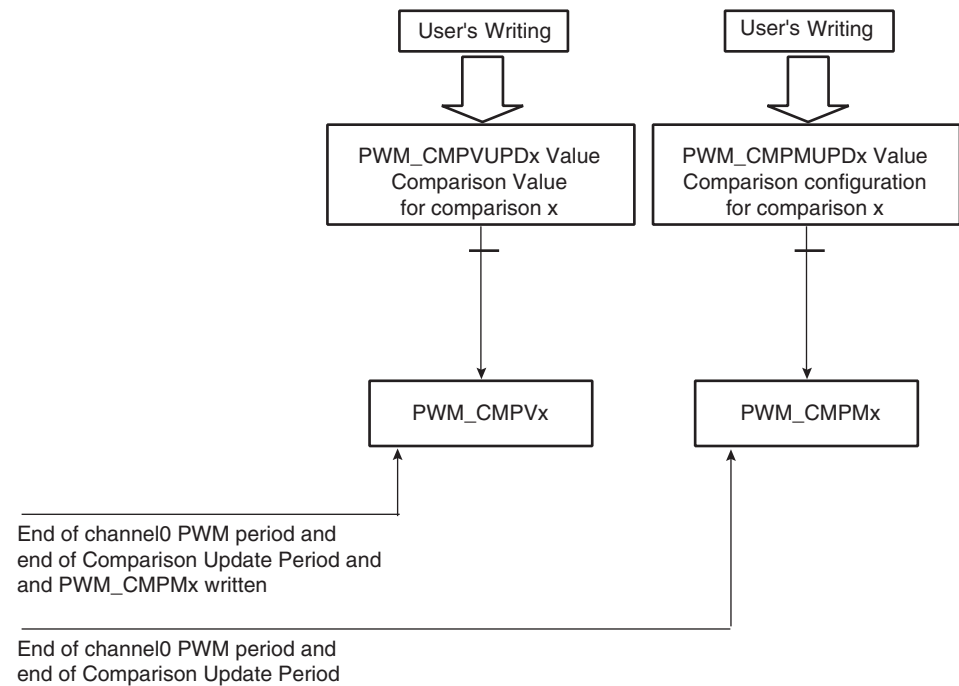 User's Writing
User's Writing
PWM_CMPVUPDx Value
Comparison Value
for comparison x
PWM_CMPMUPDx Value
Comparison configuration
for comparison x
PWM_CMPVx
PWM_CMPMx
End of channel0 PWM period and
end of Comparison Update Period and
and PWM_CMPMx written
End of channel0 PWM period and
end of Comparison Update Period